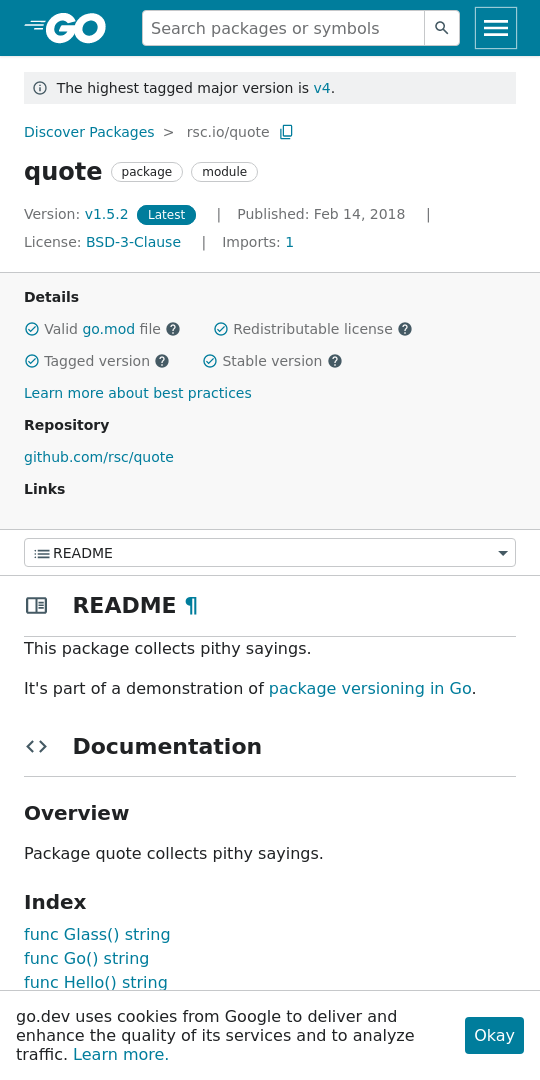 GO
Search packages or symbols
The highest tagged major version is v4.
Discover Packages > rsc.io/quote
quote package module
Version: v1.5.2 Latest | Published: Feb 14, 2018 |
License: BSD-3-Clause | Imports: 1
Details
Valid go.mod file ? Redistributable license ?
Tagged version ? Stable version ?
Learn more about best practices
Repository
github.com/rsc/quote
Links
README
README ¶
This package collects pithy sayings.
It's part of a demonstration of package versioning in Go.
Documentation
Overview
Package quote collects pithy sayings.
Index
func Glass() string
func Go() string
func Hello() string
go.dev uses cookies from Google to deliver and
enhance the quality of its services and to analyze
traffic. Learn more.
Okay